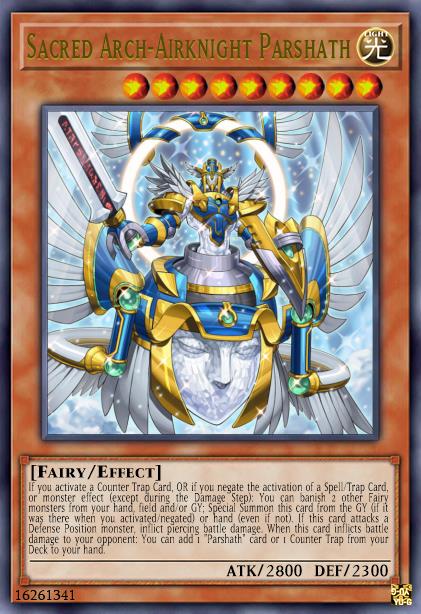 Sacred Arch-Airknight Parshath
LIGHT
光
[Fairy/Effect]
If you activate a Counter Trap Card, OR if you negate the activation of a Spell/Trap Card,
or monster effect (except during the Damage Step): You can banish 2 other Fairy
monsters from your hand, field and/or GY; Special Summon this card from the GY (if it
was there when you activated/negated) or hand (even if not). If this card attacks a
Defense Position monster, inflict piercing battle damage. When this card inflicts battle
damage to your opponent: You can add 1 "Parshath" card or 1 Counter Trap from your
Deck to your hand.
ATK/2800 DEF/2300
16261341